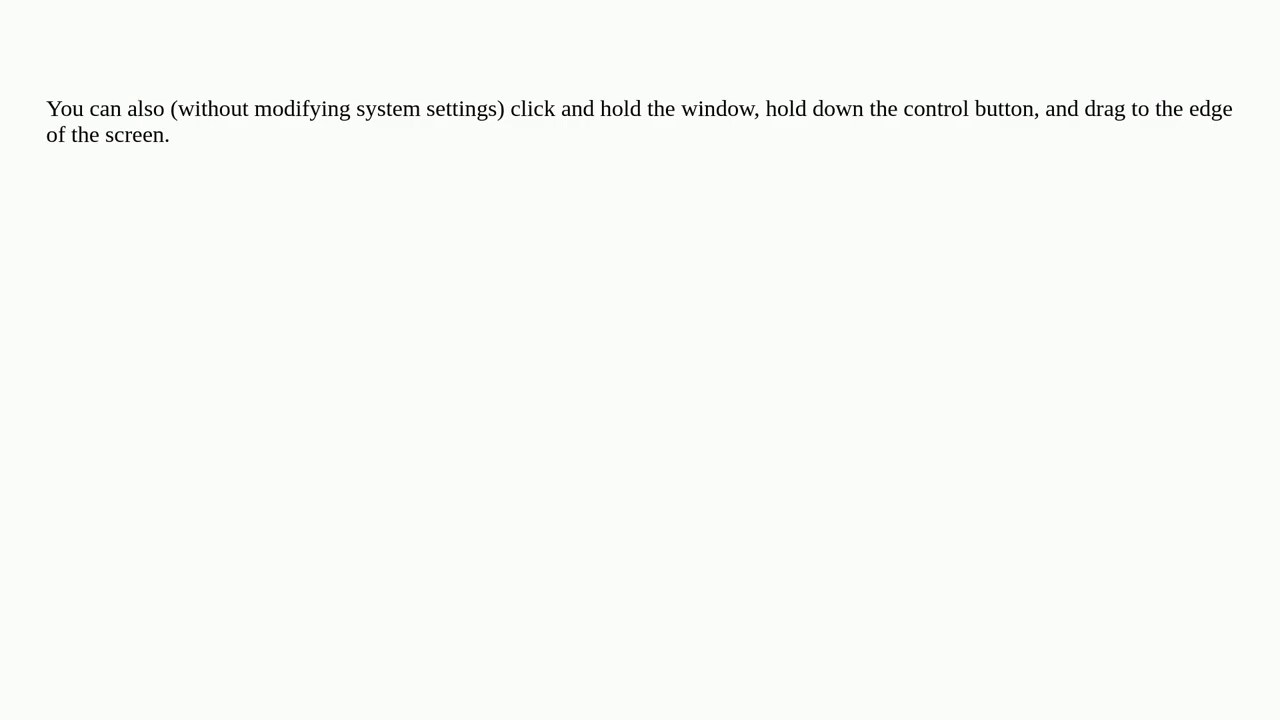 You can also (without modifying system settings) click and hold the window, hold down the control button, and drag to the edge
of the screen.